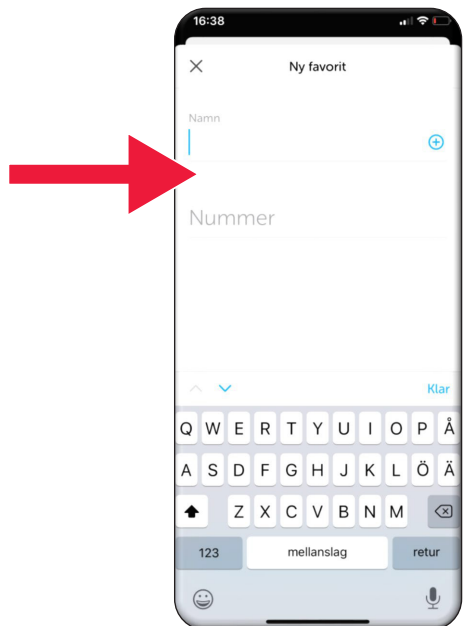 16:38
Ny favorit
Namn
Nummer
Klar
Q W E R T Y U I O P Å
A S D F G H J K L Ö Ä
Z X C V B N M
123 mellanslag retur